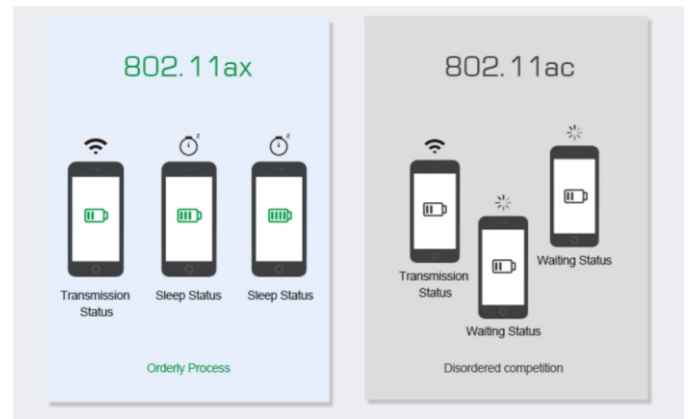 802.11ax
Transmission
Status
Sleep Status
Sleep Status
Orderly Process
802.11ac
Transmission
Status
Waiting Status
Waiting Status
Disordered competition